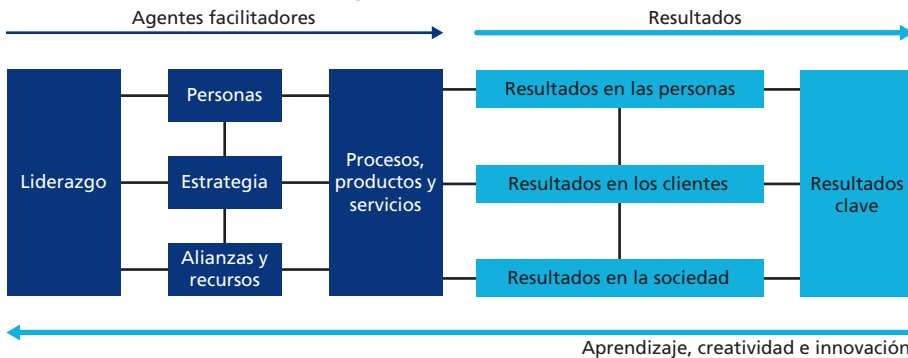 Agentes facilitadores
Resultados
Liderazgo
Personas
Estrategia
Alianzas y
recursos
Procesos,
productos y
servicios
Resultados en las personas
Resultados en los clientes
Resultados en la sociedad
Resultados
clave
Aprendizaje, creatividad e innovación